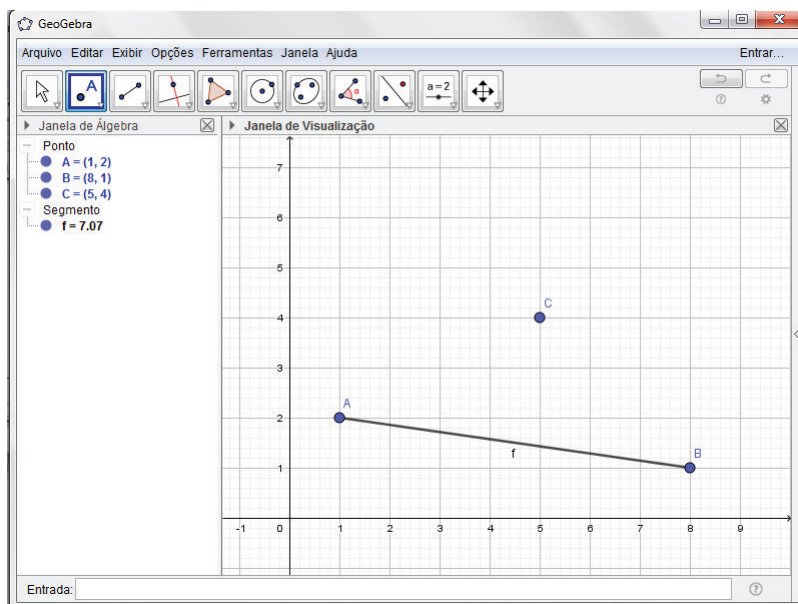 GeoGebra
Arquivo Editar Exibir Opções Ferramentas Janela Ajuda
Entrar...
A
α
a=2
Janela de Álgebra
Janela de Visualização
Ponto
A = (1, 2)
B = (8, 1)
C = (5, 4)
Segmento
f = 7.07
7
6
5
4
3
2
1
C
A
f
B
-1 0 1 2 3 4 5 6 7 8 9
Entrada: